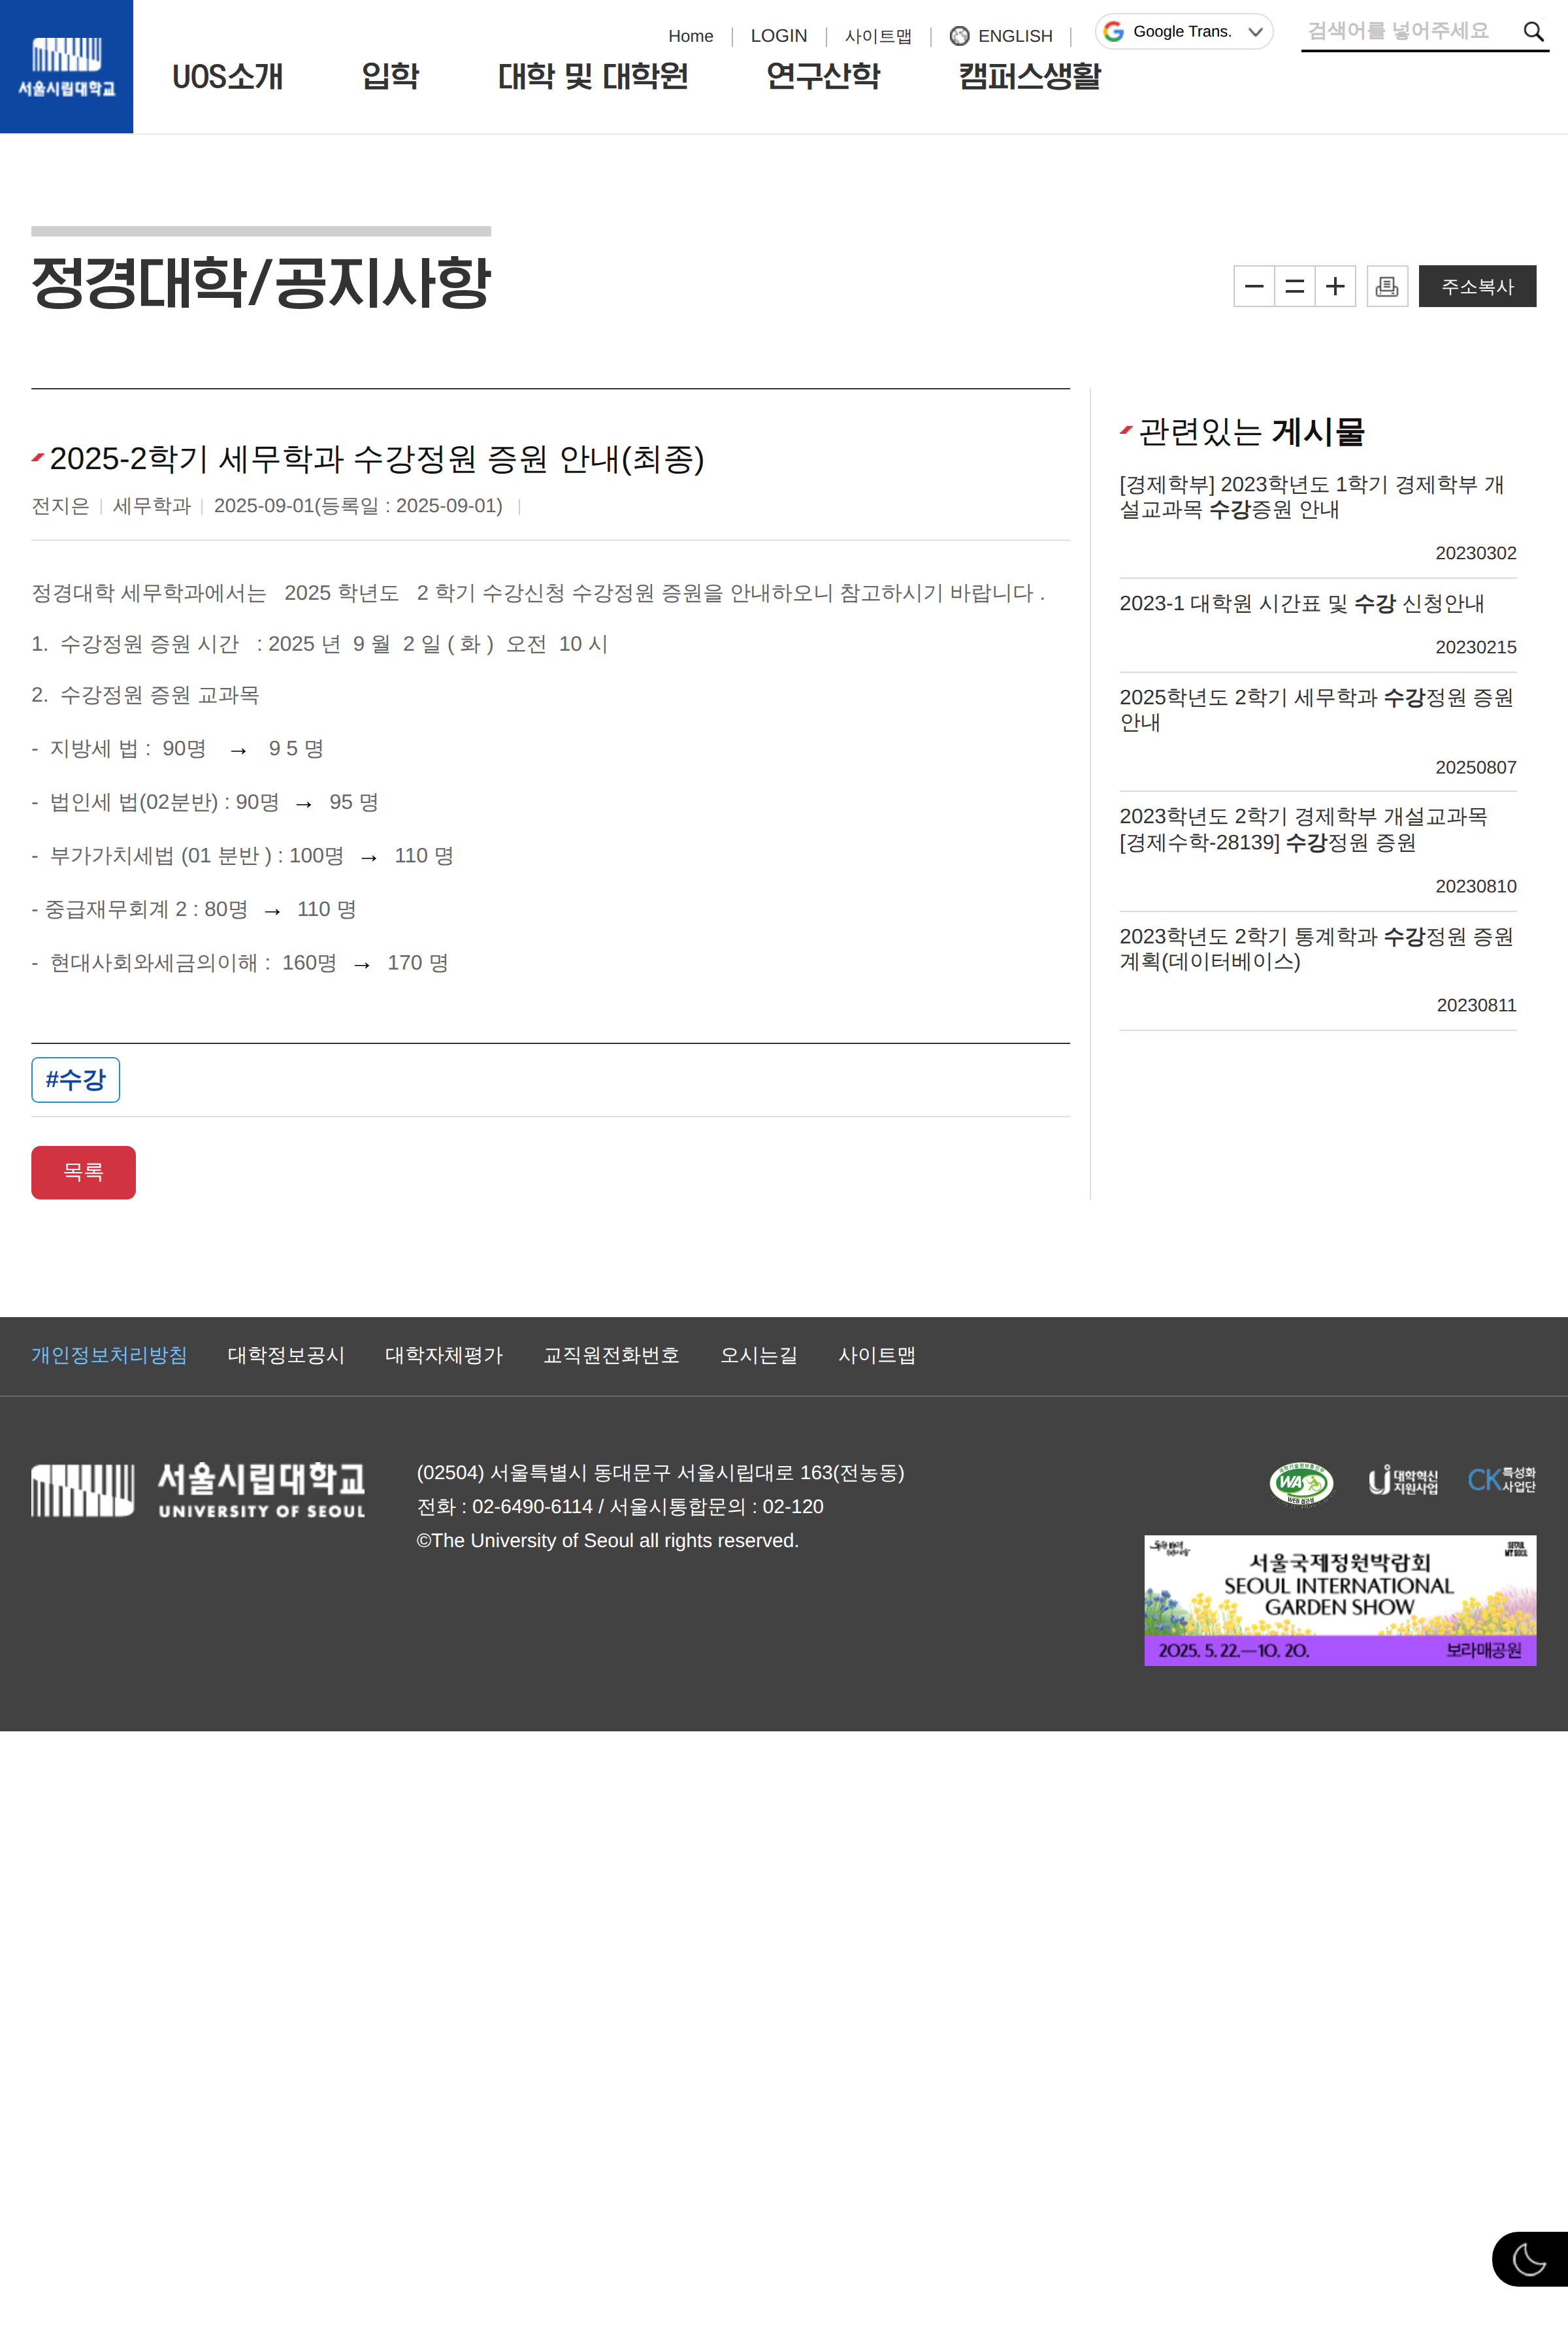 서울시립대학교
Home
LOGIN
사이트맵
ENGLISH
Google Trans.
검색어를 넣어주세요
UOS소개
입학
대학 및 대학원
연구산학
캠퍼스생활
정경대학/공지사항
주소복사
2025-2학기 세무학과 수강정원 증원 안내(최종)
전지은 세무학과 2025-09-01(등록일 : 2025-09-01)
정경대학 세무학과에서는 2025 학년도 2 학기 수강신청 수강정원 증원을 안내하오니 참고하시기 바랍니다 .
1. 수강정원 증원 시간 : 2025 년 9 월 2 일 ( 화 ) 오전 10 시
2. 수강정원 증원 교과목
- 지방세 법 : 90명 → 9 5 명
- 법인세 법(02분반) : 90명 → 95 명
- 부가가치세법 (01 분반 ) : 100명 → 110 명
- 중급재무회계 2 : 80명 → 110 명
- 현대사회와세금의이해 : 160명 → 170 명
#수강
목록
관련있는 게시물
[경제학부] 2023학년도 1학기 경제학부 개
설교과목 수강증원 안내
20230302
2023-1 대학원 시간표 및 수강 신청안내
20230215
2025학년도 2학기 세무학과 수강정원 증원
안내
20250807
2023학년도 2학기 경제학부 개설교과목
[경제수학-28139] 수강정원 증원
20230810
2023학년도 2학기 통계학과 수강정원 증원
계획(데이터베이스)
20230811
개인정보처리방침
대학정보공시
대학자체평가
교직원전화번호
오시는길
사이트맵
서울시립대학교
UNIVERSITY OF SEOUL
(02504) 서울특별시 동대문구 서울시립대로 163(전농동)
전화 : 02-6490-6114 / 서울시통합문의 : 02-120
©The University of Seoul all rights reserved.
WA
대학혁신
지원사업
CK 특성화
사업단
SEOUL
MY SOUL
서울국제정원박람회
SEOUL INTERNATIONAL
GARDEN SHOW
2025. 5. 22.—10. 20.
보라매공원